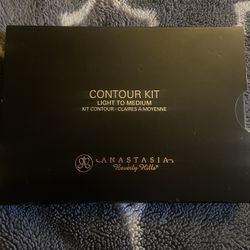 CONTOUR KIT
LIGHT TO MEDIUM
KIT CONTOUR · CLAIRES À MOYENNE
ANASTASIA
Beverly Hills®